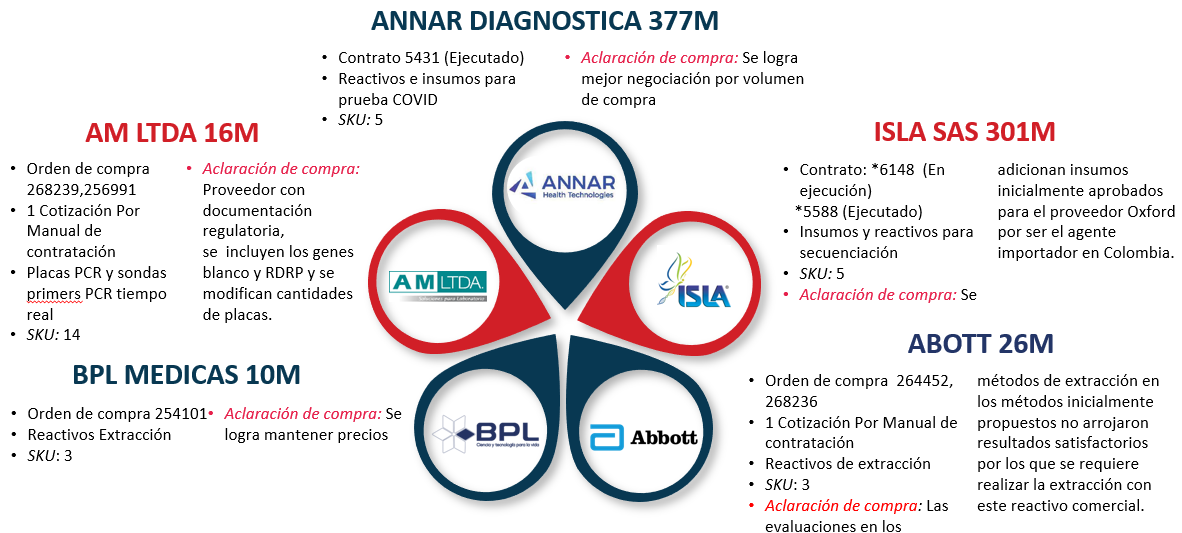 ANNAR DIAGNOSTICA 377M
• Contrato 5431 (Ejecutado)
• Reactivos e insumos para
prueba COVID
• SKU: 5
• Aclaración de compra: Se logra
mejor negociación por volumen
de compra
AM LTDA 16M
• Orden de compra
268239,256991
• 1 Cotización Por
Manual de
contratación
• Placas PCR y sondas
primers PCR tiempo
real
• SKU: 14
• Aclaración de compra:
Proveedor con
documentación
regulatoria,
se incluyen los genes
blanco y RDRP y se
modifican cantidades
de placas.
ISLA SAS 301M
• Contrato: *6148 (En
ejecución)
*5588 (Ejecutado)
• Insumos y reactivos para
secuenciación
• SKU: 5
• Aclaración de compra: Se
adicionan insumos
inicialmente aprobados
para el proveedor Oxford
por ser el agente
importador en Colombia.
BPL MEDICAS 10M
• Orden de compra 254101
• Reactivos Extracción
• SKU: 3
• Aclaración de compra: Se
logra mantener precios
ABOTT 26M
• Orden de compra 264452,
268236
• 1 Cotización Por Manual de
contratación
• Reactivos de extracción
• SKU: 3
• Aclaración de compra: Las
evaluaciones en los
métodos de extracción en
los métodos inicialmente
propuestos no arrojaron
resultados satisfactorios
por los que se requiere
realizar la extracción con
este reactivo comercial.
ANNAR
Health Technologies
AM LTDA.
Soluciones para Laboratorio
ISLA®
BPL
Ciencia y tecnología para la vida
Abbott